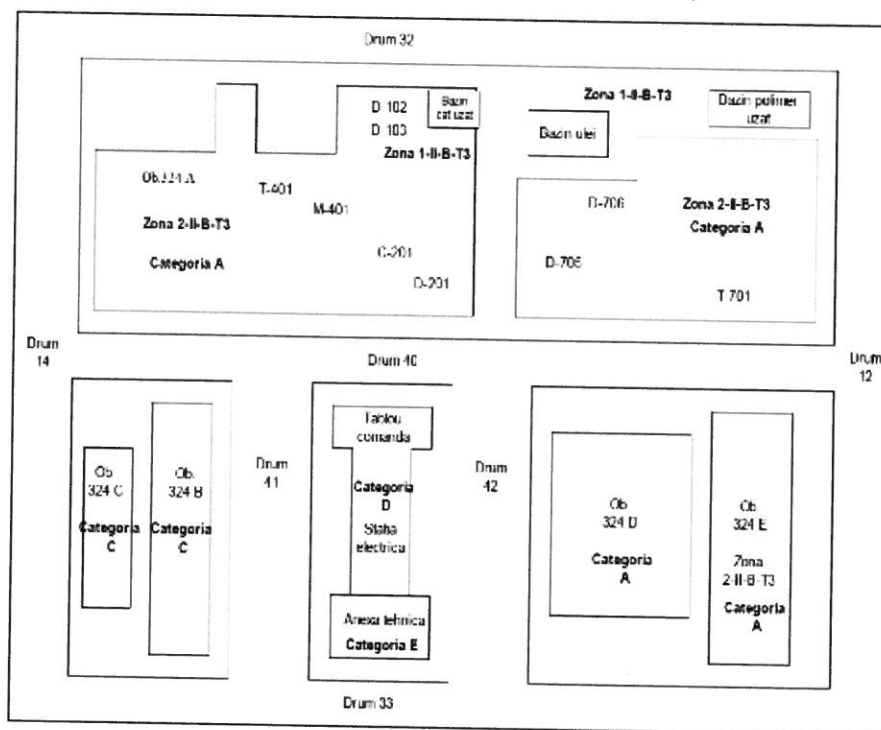 Drum 32
D 102
D 103
Bazin
cat uzat
Zona 1-II-B-T3
Zona 1-II-B-T3
Bazin polimer
uzat
Bazin ulei
Ob.324 A
T-401
M-401
Zona 2-II-B-T3
Categoria A
C-201
D-201
D-706
D-705
Zona 2-II-B-T3
Categoria A
T 701
Drum
14
Drum 40
Drum
12
Ob
324 C
Categoria
C
Ob.
324 B
Categoria
C
Drum
41
Tablou
comanda
Categoria
D
Statia
electrica
Anexa tehnica
Categoria E
Drum
42
Ob
324 D
Categoria
A
Ob
324 E
Zona
2-II-B-T3
Categoria
A
Drum 33